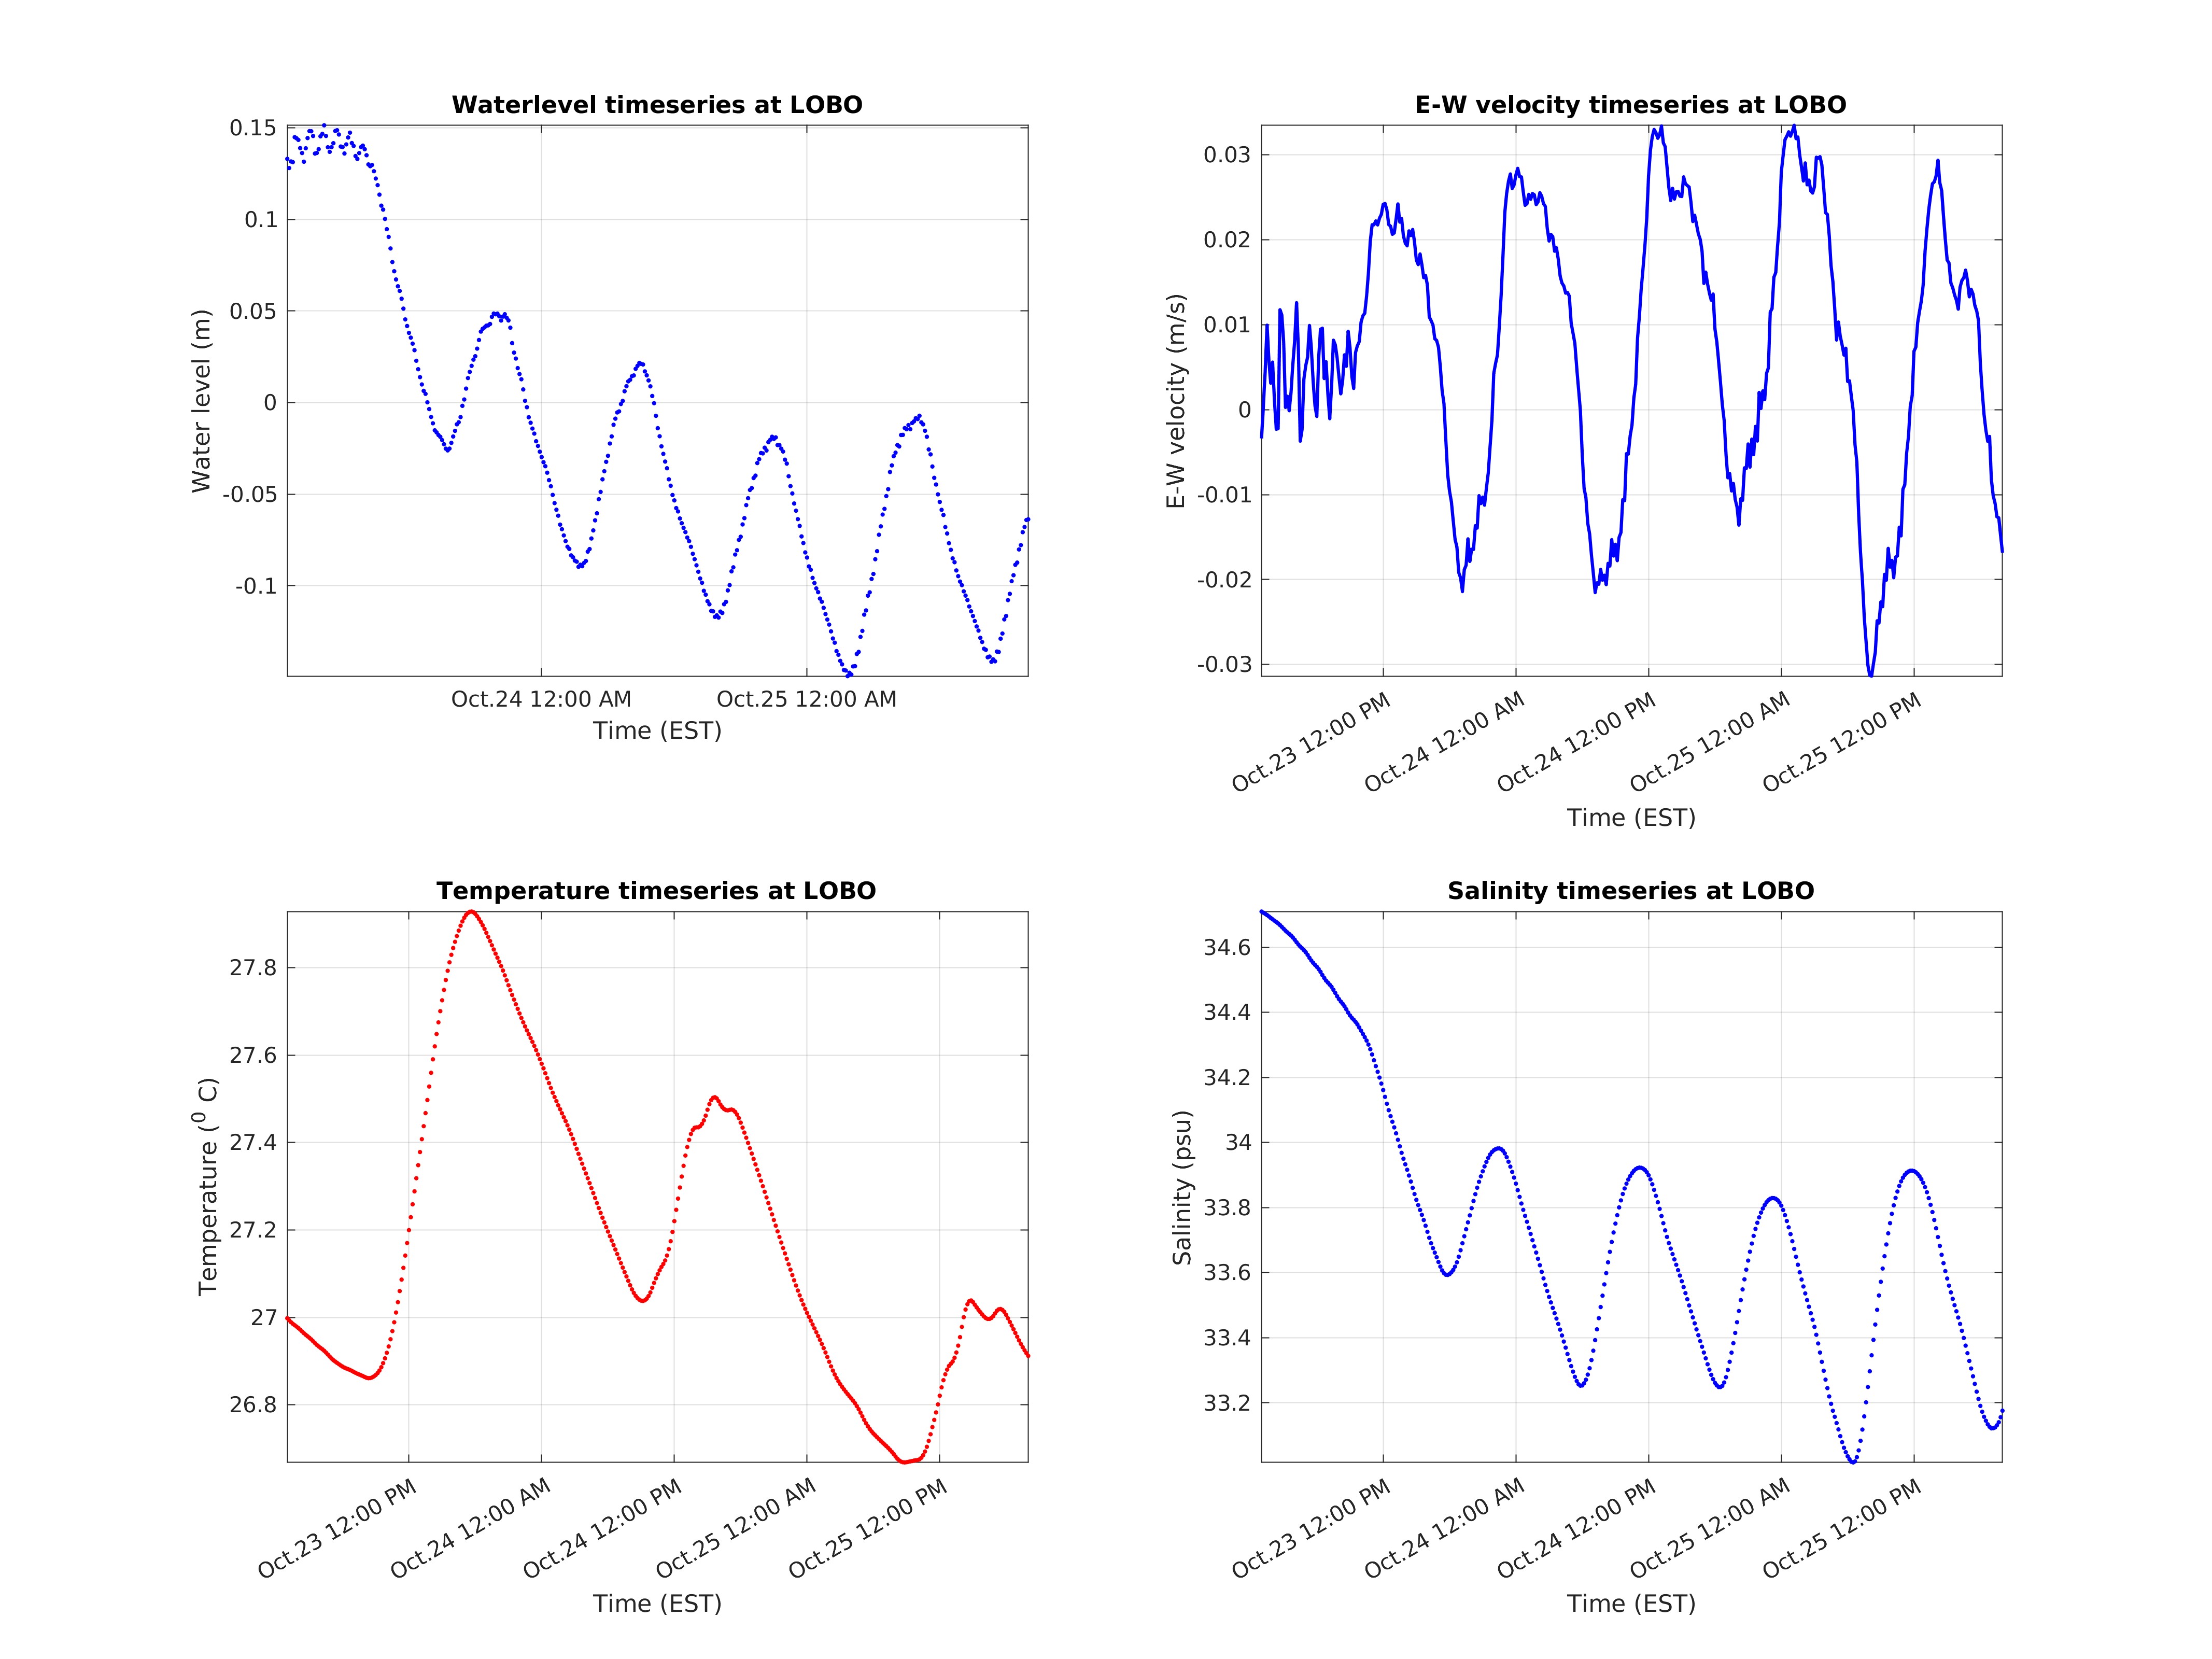 Waterlevel timeseries at LOBO
0.15
0.1
0.05
0
-0.05
-0.1
Water level (m)
Oct.24 12:00 AM
Oct.25 12:00 AM
Time (EST)
E-W velocity timeseries at LOBO
0.03
0.02
0.01
0
-0.01
-0.02
-0.03
E-W velocity (m/s)
Oct.23 12:00 PM
Oct.24 12:00 AM
Oct.24 12:00 PM
Oct.25 12:00 AM
Oct.25 12:00 PM
Time (EST)
Temperature timeseries at LOBO
27.8
27.6
27.4
27.2
27
26.8
Temperature (⁰ C)
Oct.23 12:00 PM
Oct.24 12:00 AM
Oct.24 12:00 PM
Oct.25 12:00 AM
Oct.25 12:00 PM
Time (EST)
Salinity timeseries at LOBO
34.6
34.4
34.2
34
33.8
33.6
33.4
33.2
Salinity (psu)
Oct.23 12:00 PM
Oct.24 12:00 AM
Oct.24 12:00 PM
Oct.25 12:00 AM
Oct.25 12:00 PM
Time (EST)